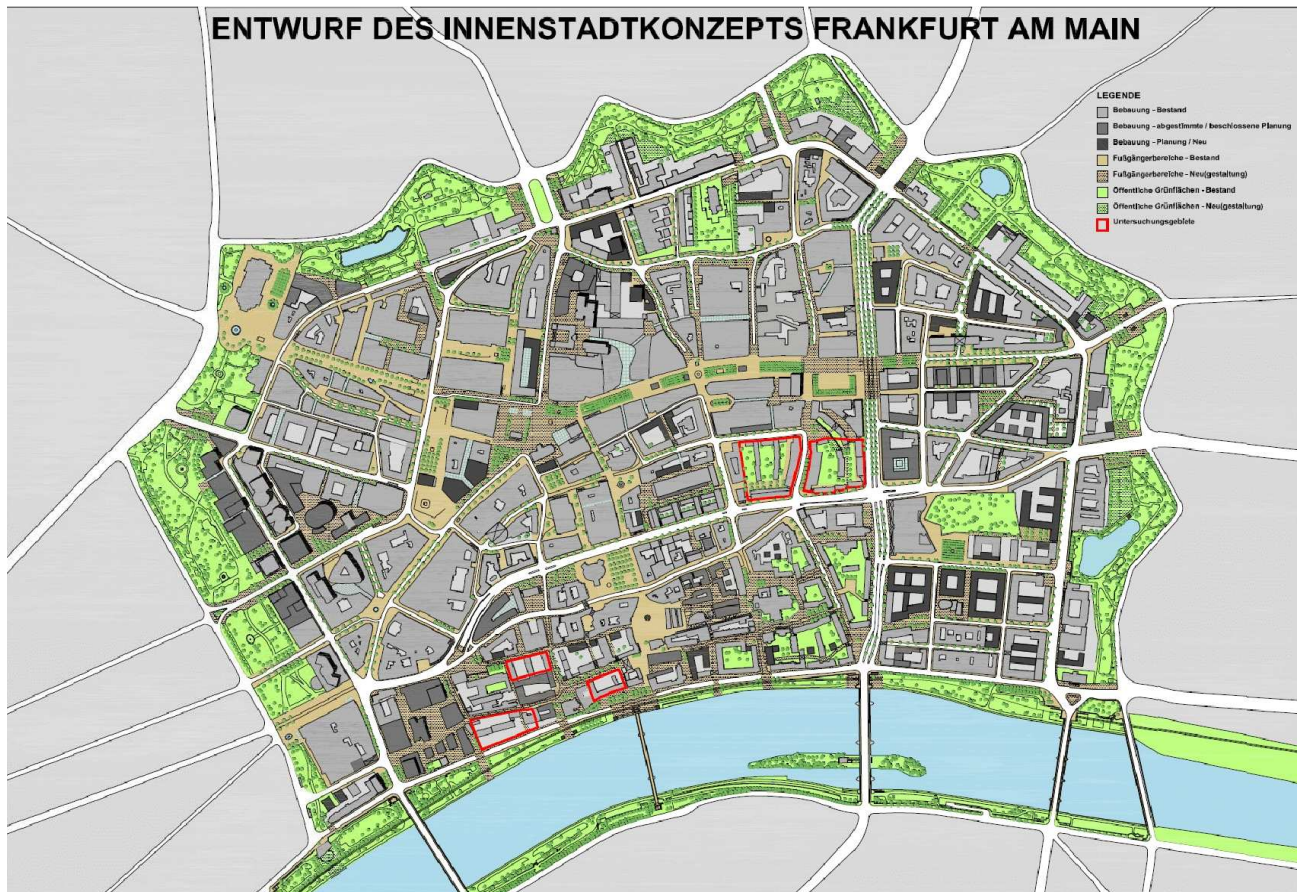 ENTWURF DES INNENSTADTKONZEPTS FRANKFURT AM MAIN
LEGENDE
Bebauung - Bestand
Bebauung - abgestimmte / beschlossene Planung
Bebauung - Planung / Neu
Fußgängerbereiche - Bestand
Fußgängerbereiche - Neu(gestaltung)
Öffentliche Grünflächen - Bestand
Öffentliche Grünflächen - Neu(gestaltung)
Untersuchungsgebiete